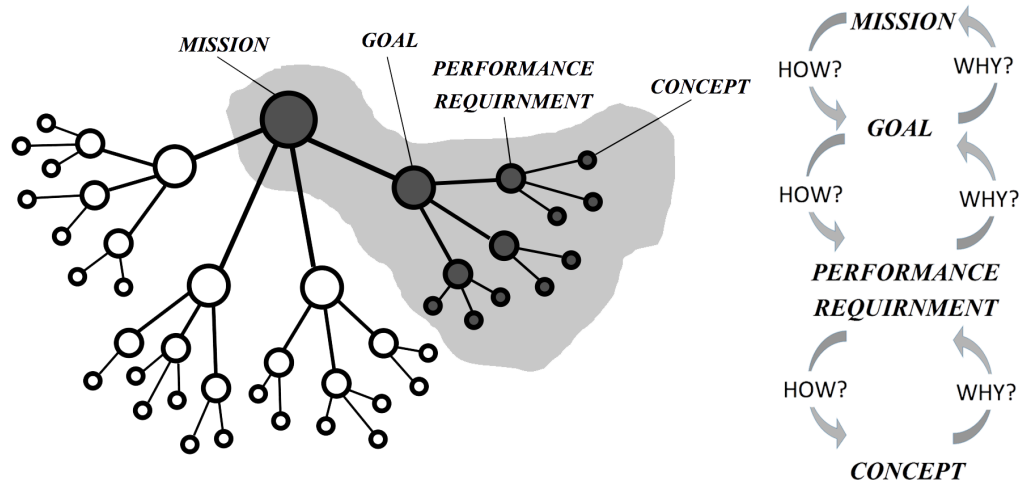 MISSION
GOAL
PERFORMANCE
REQUIRNMENT
CONCEPT
MISSION
HOW?
WHY?
GOAL
HOW?
WHY?
PERFORMANCE
REQUIRNMENT
HOW?
WHY?
CONCEPT